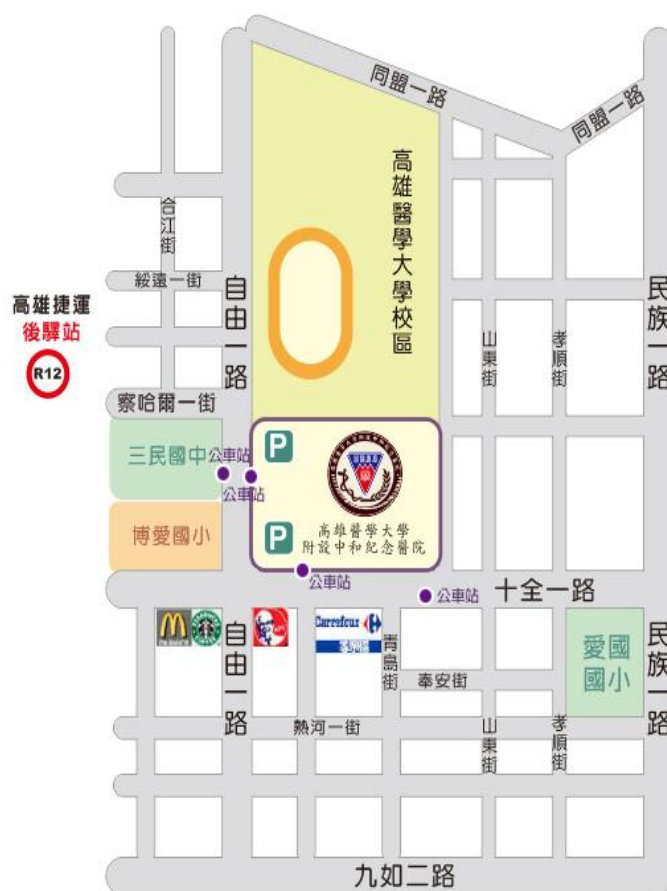 同盟一路
同盟一路
高雄醫學大學校區
合江街
綏遠一街
自由一路
民族一路
高雄捷運
後驛站
R12
山東街
孝順街
察哈爾一街
三民國中
公車站
公車站
P
P
高雄醫學大學
附設中和紀念醫院
博愛國小
公車站
公車站
十全一路
自由一路
KFC
Carrefour
家樂福
青島街
奉安街
愛國
國小
民族一路
熱河一街
山東街
孝順街
九如二路